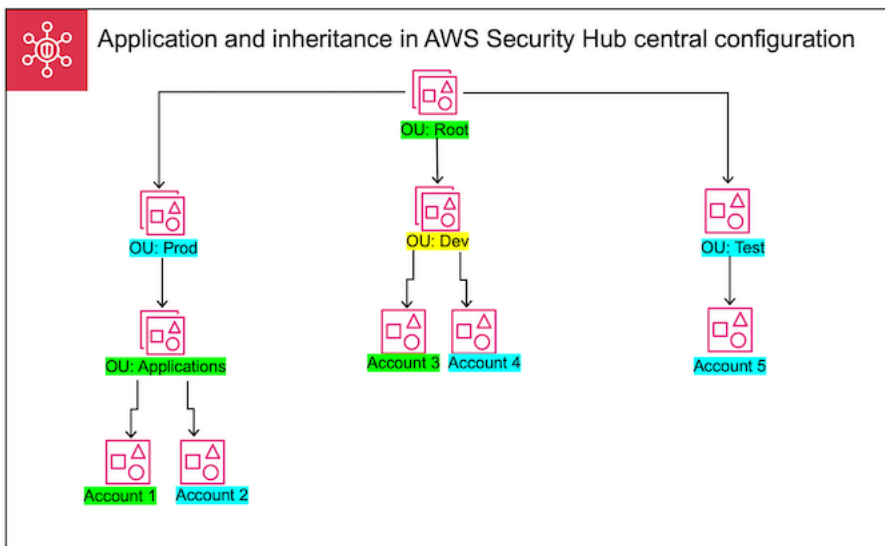 Application and inheritance in AWS Security Hub central configuration
OU: Root
OU: Prod
OU: Dev
OU: Test
OU: Applications
Account 3
Account 4
Account 5
Account 1
Account 2